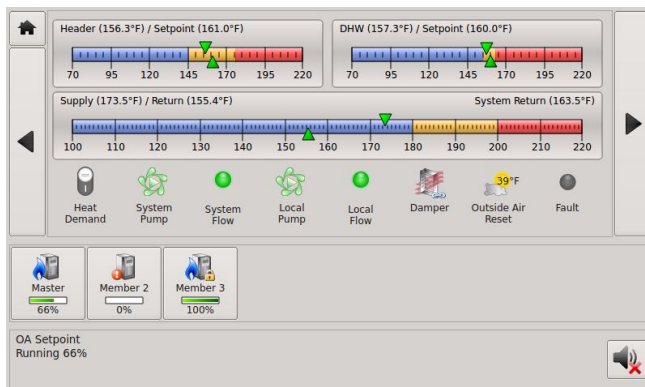 Header (156.3°F) / Setpoint (161.0°F)
70 95 120 145 170 195 220
DHW (157.3°F) / Setpoint (160.0°F)
70 95 120 145 170 195 220
Supply (173.5°F) / Return (155.4°F) System Return (163.5°F)
100 110 120 130 140 150 160 170 180 190 200 210 220
39°F
Heat Demand
System Pump
System Flow
Local Pump
Local Flow
Damper
Outside Air Reset
Fault
Master
66%
Member 2
0%
Member 3
100%
OA Setpoint
Running 66%